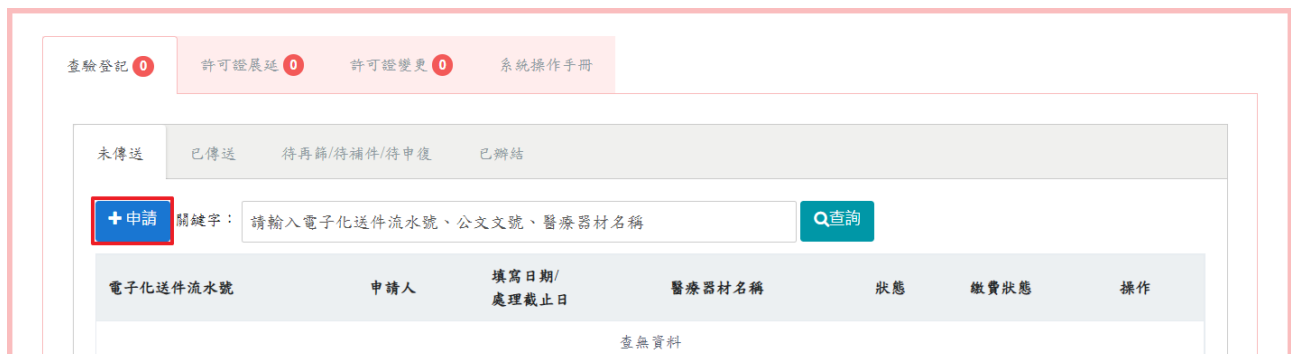 查驗登記 0 許可證展延 0 許可證變更 0 系統操作手冊
未傳送 已傳送 待再篩/待補件/待申復 已辦結
申請 關鍵字： 請輸入電子化送件流水號、公文文號、醫療器材名稱 查詢
電子化送件流水號 申請人 填寫日期/ 醫療器材名稱 狀態 繳費狀態 操作
處理截止日
查無資料